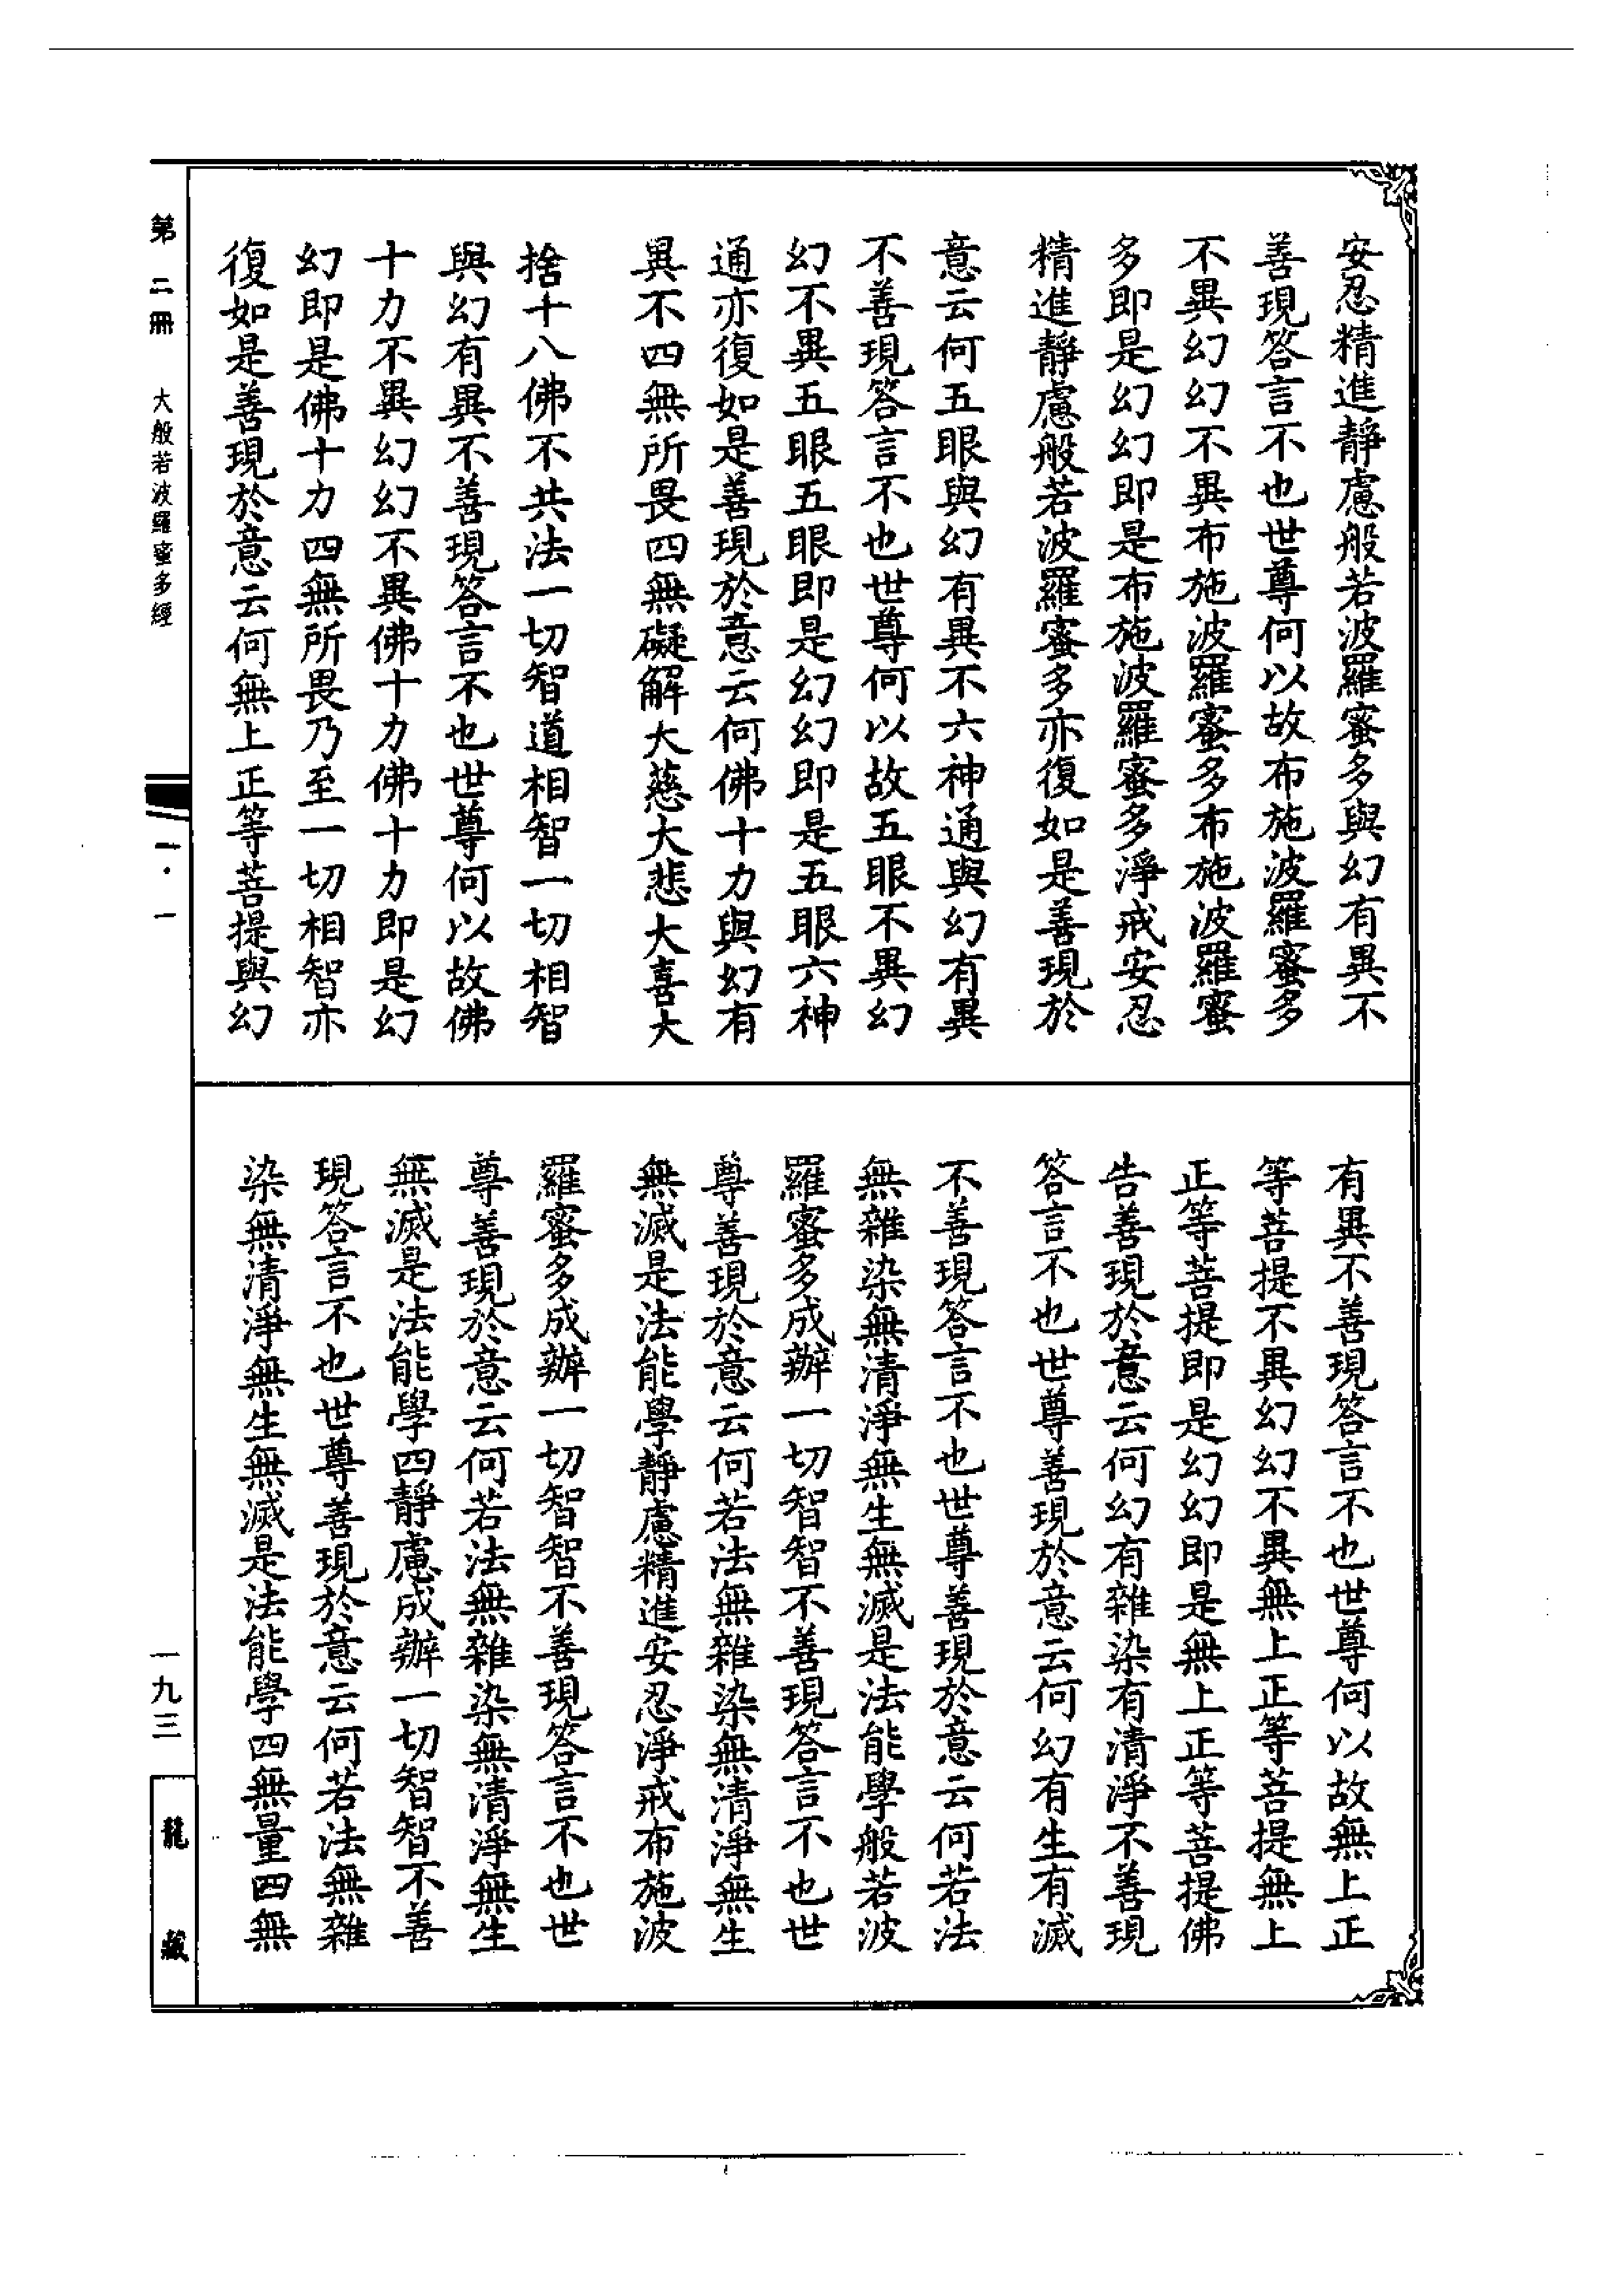 安忍精進靜慮般若波羅蜜多與幻有異不
善現答言不也世尊何以故布施波羅蜜多
不異幻幻不異布施波羅蜜多布施波羅蜜
多即是幻幻即是布施波羅蜜多淨戒安忍
精進靜慮般若波羅蜜多亦復如是善現於
意云何五眼與幻有異不六神通與幻有異
不善現答言不也世尊何以故五眼不異幻
幻不異五眼五眼即是幻幻即是五眼六神
通亦復如是善現於意云何佛十力與幻有
異不四無所畏四無礙解大慈大悲大喜大
捨十八佛不共法一切智道相智一切相智
與幻有異不善現答言不也世尊何以故佛
十力不異幻幻不異佛十力佛十力即是幻
幻即是佛十力四無所畏乃至一切相智亦
復如是善現於意云何無上正等菩提與幻
有異不善現答言不也世尊何以故無上正
等菩提不異幻幻不異無上正等菩提無上
正等菩提即是幻幻即是無上正等菩提佛
告善現於意云何幻有雜染有清淨不善現
答言不也世尊善現於意云何幻有生有滅
不善現答言不也世尊善現於意云何若法
無雜染無清淨無生無滅是法能學般若波
羅蜜多成辦一切智智不善現答言不也世
尊善現於意云何若法無雜染無清淨無生
無滅是法能學靜慮精進安忍淨戒布施波
羅蜜多成辦一切智智不善現答言不也世
尊善現於意云何若法無雜染無清淨無生
無滅是法能學四靜慮成辦一切智智不善
現答言不也世尊善現於意云何若法無雜
染無清淨無生無滅是法能學四無量四無
第二冊 大般若波羅蜜多經 一·一 一九三
龍藏